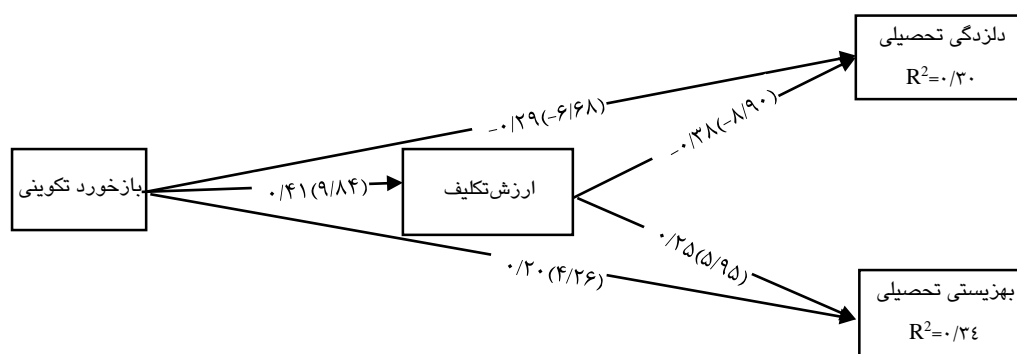 دلزدگی تحصیلی
R²=۰/۳۰
-۰/۲۹(-۶/۶۸)
-۰/۳۸(-۸/۹۰)
بازخورد تکوینی
۰/۴۱(۹/۸۴)
ارزش‌تکلیف
۰/۲۵(۵/۹۵)
۰/۲۰(۴/۲۶)
بهزیستی تحصیلی
R²=۰/٣٤